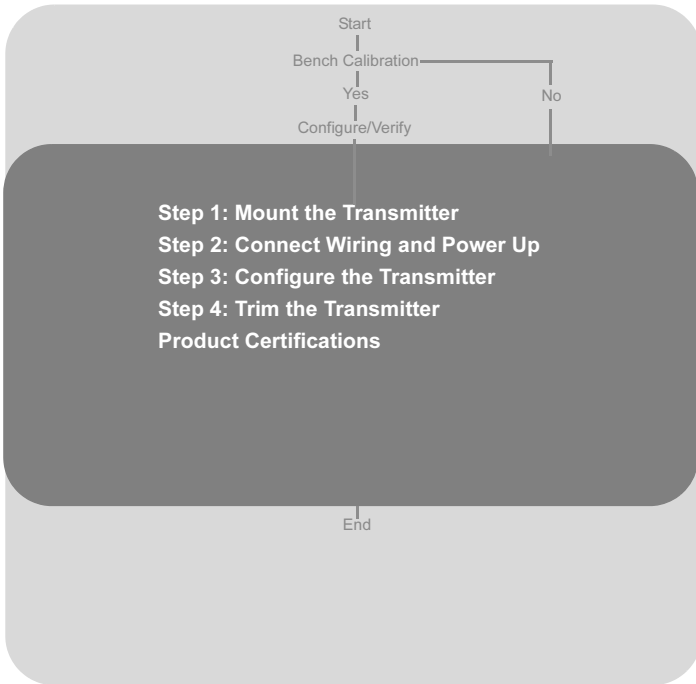 Start
Bench Calibration
Yes
No
Configure/Verify
Step 1: Mount the Transmitter
Step 2: Connect Wiring and Power Up
Step 3: Configure the Transmitter
Step 4: Trim the Transmitter
Product Certifications
End